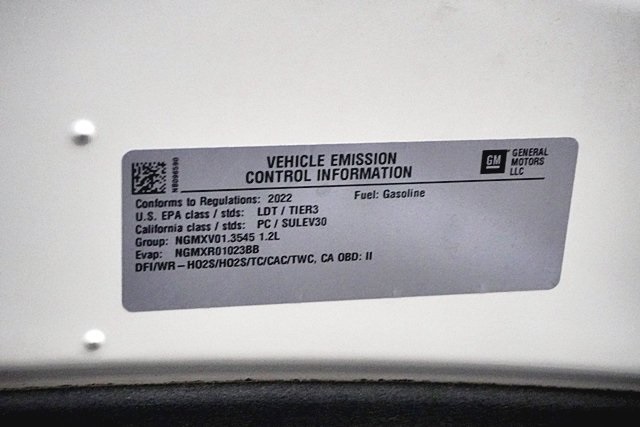 VEHICLE EMISSION
CONTROL INFORMATION
GM GENERAL
MOTORS
LLC
Conforms to Regulations: 2022 Fuel: Gasoline
U.S. EPA class / stds: LDT / TIER3
California class / stds: PC / SULEV30
Group: NGMXV01.3545 1.2L
Evap: NGMXR01023BB
DFI/WR-HO2S/HO2S/TC/CAC/TWC, CA OBD: II